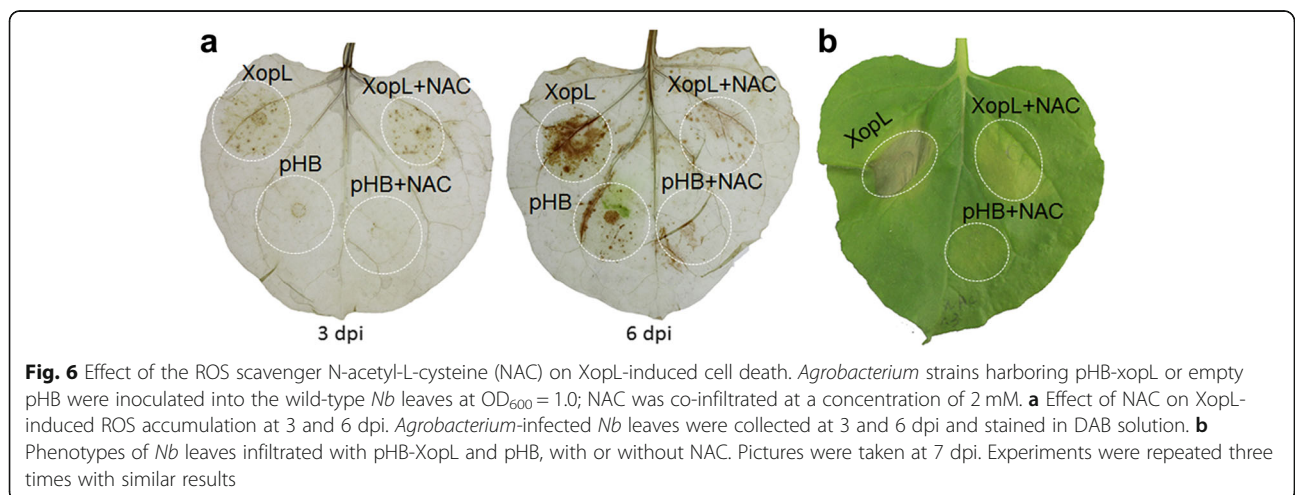 a
b
XopL
XopL+NAC
pHB
pHB+NAC
3 dpi
XopL
XopL+NAC
pHB
pHB+NAC
6 dpi
XopL
XopL+NAC
pHB+NAC
Fig. 6 Effect of the ROS scavenger N-acetyl-L-cysteine (NAC) on XopL-induced cell death. Agrobacterium strains harboring pHB-xopL or empty
pHB were inoculated into the wild-type Nb leaves at OD600 = 1.0; NAC was co-infiltrated at a concentration of 2 mM. a Effect of NAC on XopL-
induced ROS accumulation at 3 and 6 dpi. Agrobacterium-infected Nb leaves were collected at 3 and 6 dpi and stained in DAB solution. b
Phenotypes of Nb leaves infiltrated with pHB-XopL and pHB, with or without NAC. Pictures were taken at 7 dpi. Experiments were repeated three
times with similar results